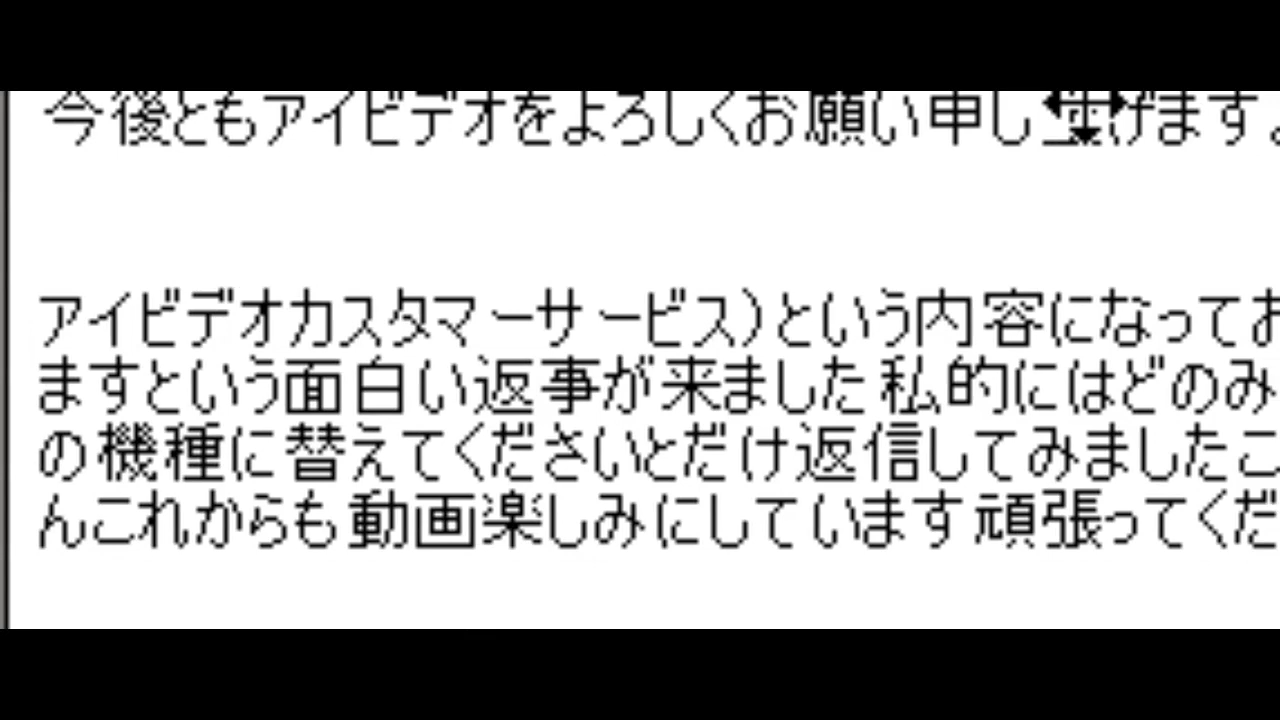 今後ともアイビデオをよろしくお願い申し上げます。
アイビデオカスタマーサービス)という内容になってお
ますという面白い返事が来ました私的にはどのみ
の機種に替えてくださいとだけ返信してみましたこ
んこれからも動画楽しみにしています頑張ってくだ